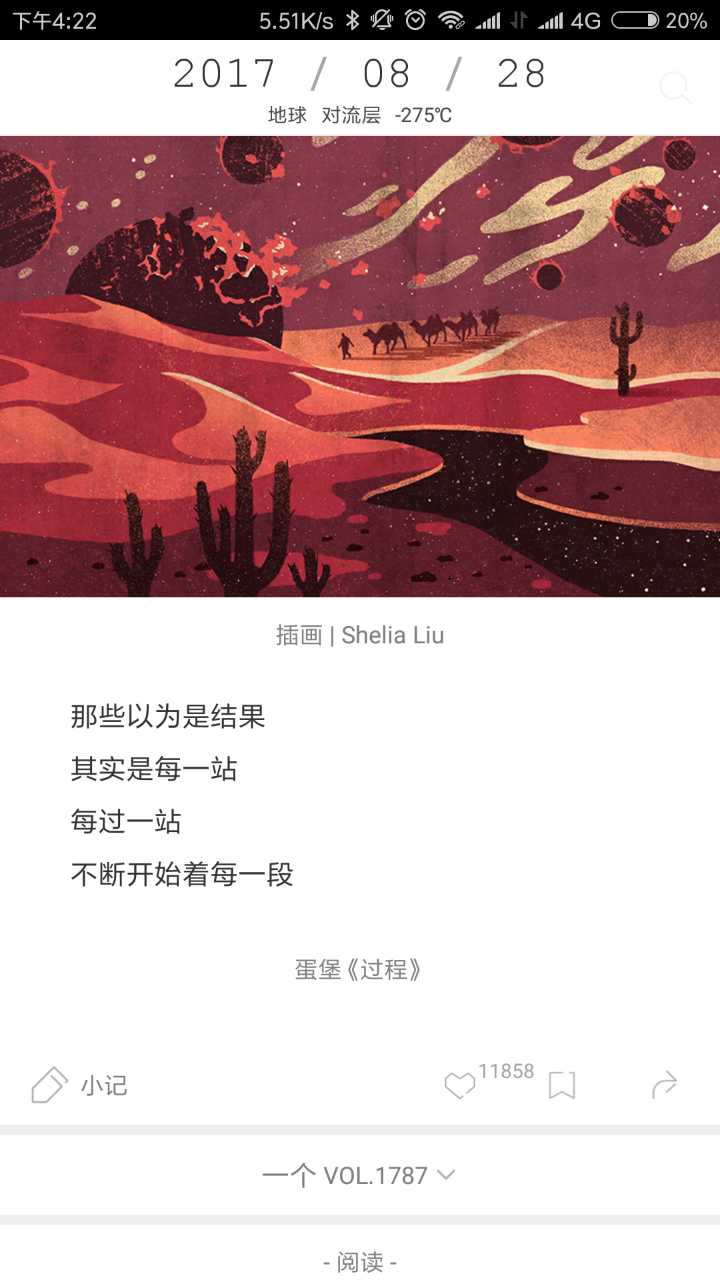 下午4:22 5.51K/s 4G 20%
2017 / 08 / 28
地球 对流层 -275℃
插画 | Shelia Liu
那些以为是结果
其实是每一站
每过一站
不断开始着每一段
蛋堡《过程》
小记 11858
一个 VOL.1787
- 阅读 -